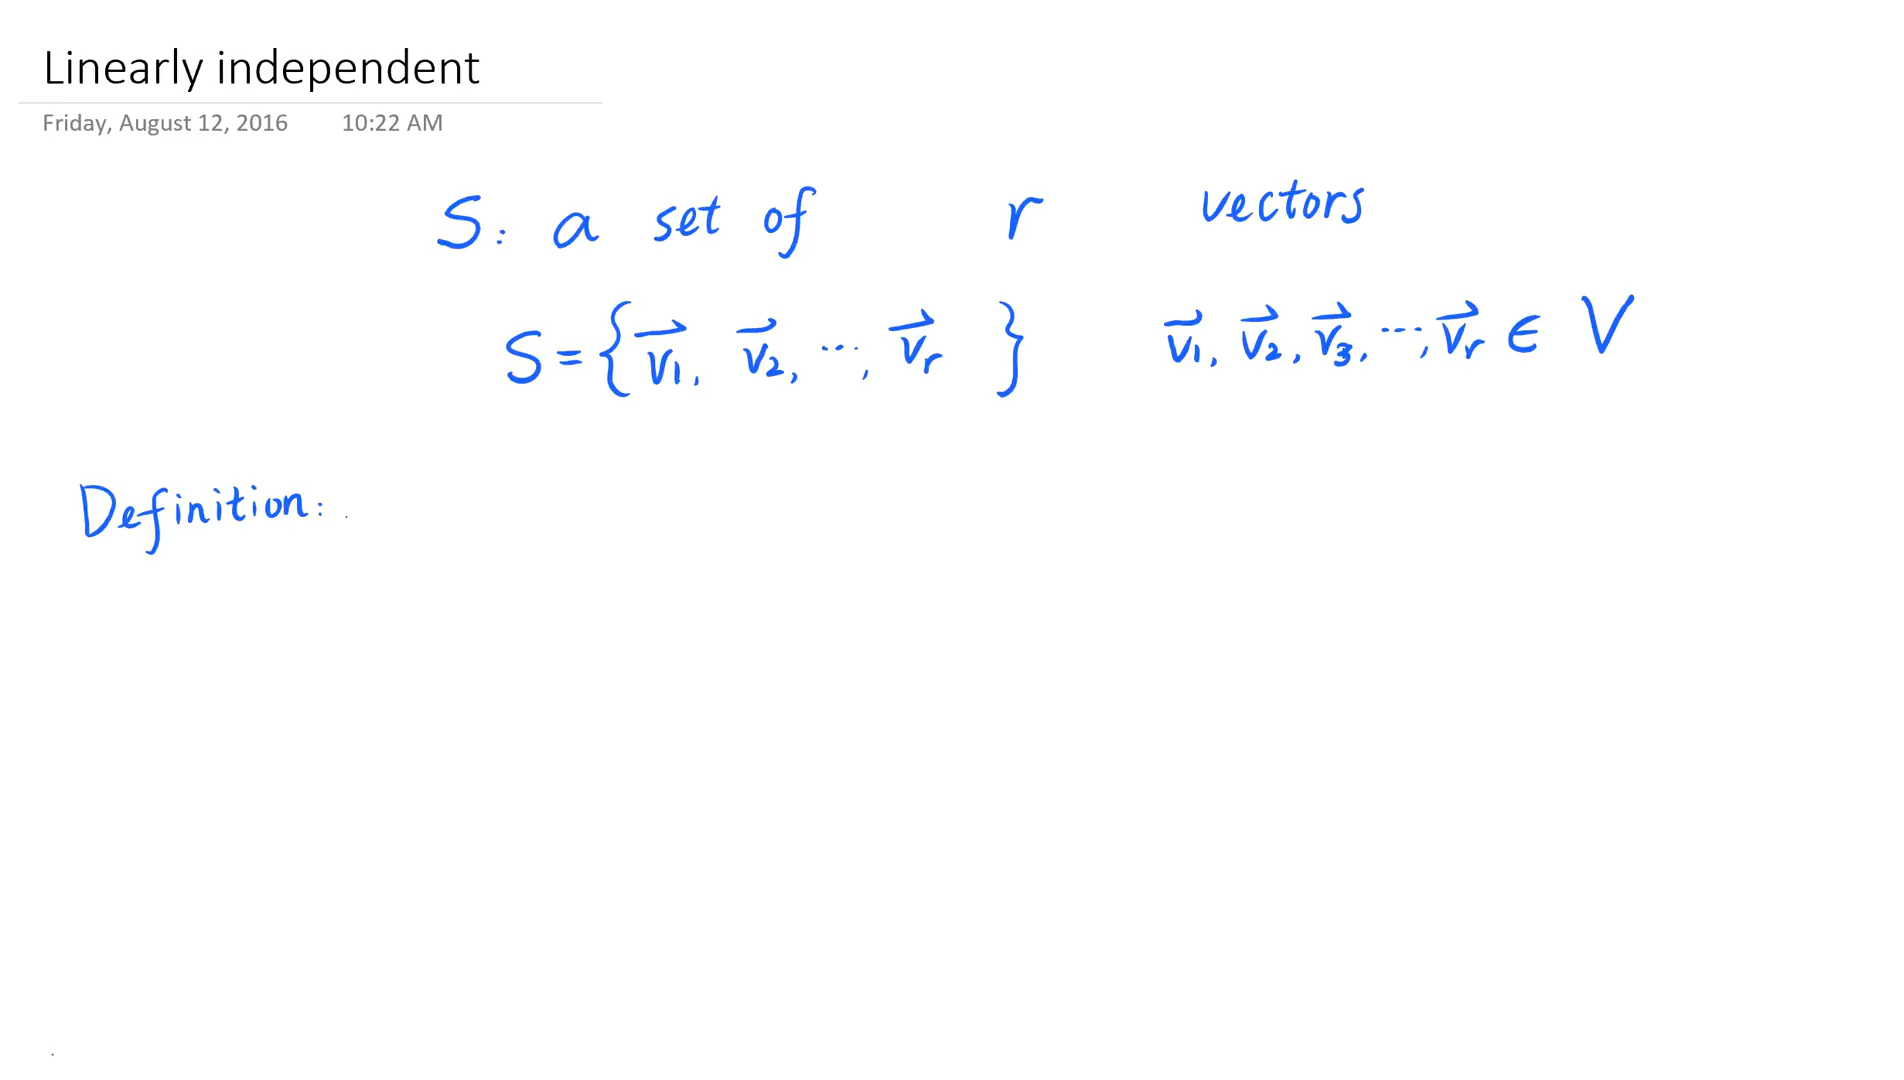 Linearly independent
Friday, August 12, 2016 10:22 AM
S: a set of r vectors
S = { v⃗1, v⃗2, ..., v⃗r } v⃗1, v⃗2, v⃗3, ..., v⃗r ∈ V
Definition: